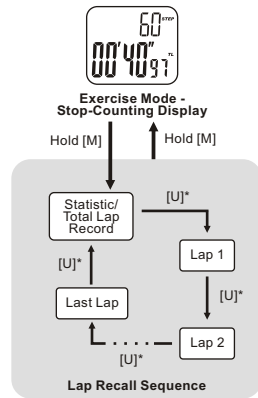 60 STEP
00'40"97 TL
Exercise Mode -
Stop-Counting Display
Hold [M]
Hold [M]
Statistic/
Total Lap
Record
[U]*
Lap 1
[U]*
[U]*
Last Lap
Lap 2
[U]*
Lap Recall Sequence